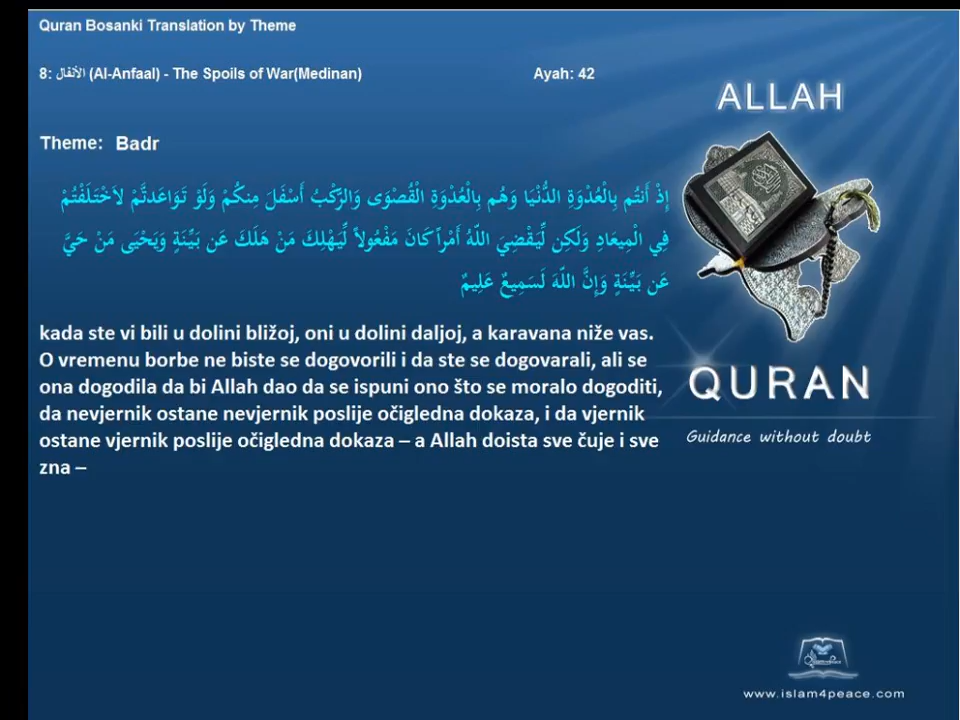 Quran Bosanki Translation by Theme
8: الأنفال (Al-Anfaal) - The Spoils of War(Medinan) Ayah: 42
ALLAH
Theme: Badr
إِذْ أَنتُم بِالْعُدْوَةِ الدُّنْيَا وَهُم بِالْعُدْوَةِ الْقُصْوَى وَالرَّكْبُ أَسْفَلَ مِنكُمْ وَلَوْ تَوَاعَدتَّمْ لاَخْتَلَفْتُمْ
فِي الْمِيعَادِ وَلَكِن لِّيَقْضِيَ اللّهُ أَمْراً كَانَ مَفْعُولاً لِّيَهْلِكَ مَنْ هَلَكَ عَن بَيِّنَةٍ وَيَحْيَى مَنْ حَيَّ
عَن بَيِّنَةٍ وَإِنَّ اللّهَ لَسَمِيعٌ عَلِيمٌ
kada ste vi bili u dolini bližoj, oni u dolini daljoj, a karavana niže vas.
O vremenu borbe ne biste se dogovorili i da ste se dogovarali, ali se
ona dogodila da bi Allah dao da se ispuni ono što se moralo dogoditi,
da nevjernik ostane nevjernik poslije očigledna dokaza, i da vjernik
ostane vjernik poslije očigledna dokaza – a Allah doista sve čuje i sve
zna –
QURAN
Guidance without doubt
www.islam4peace.com